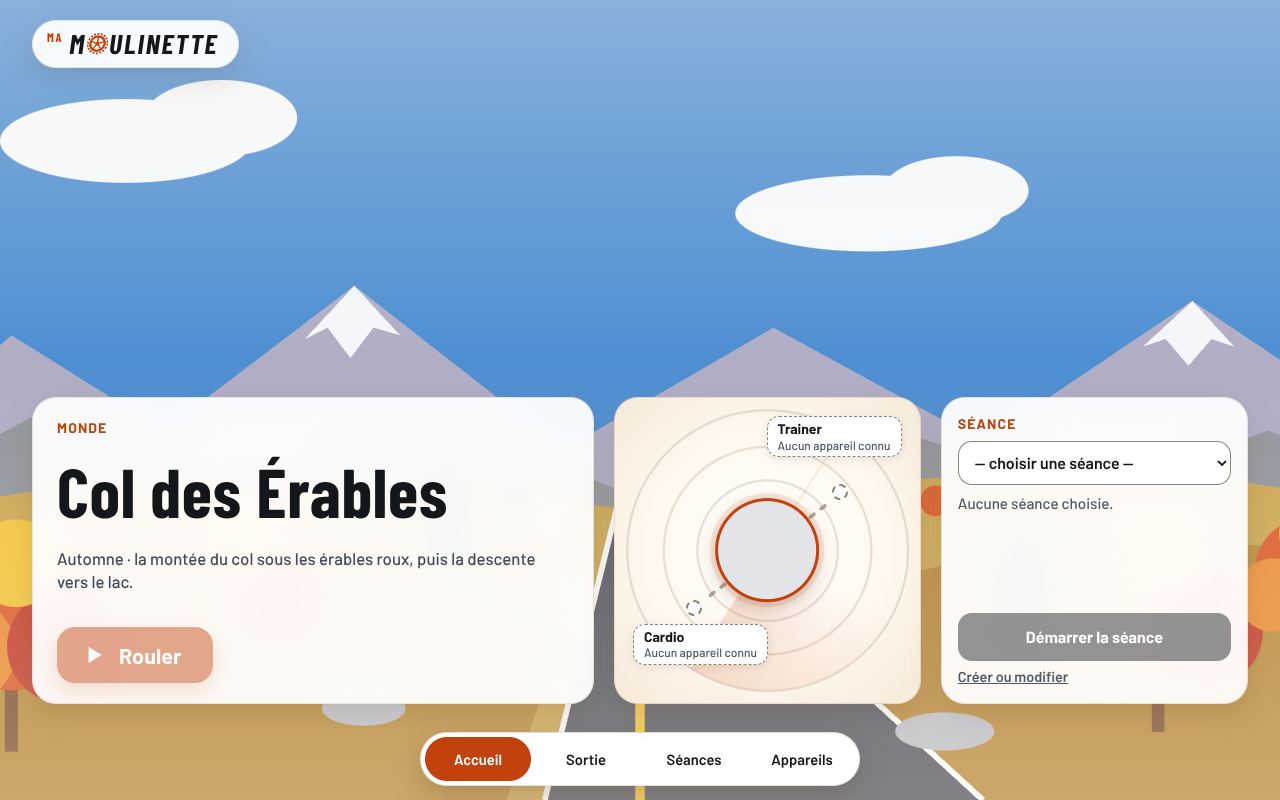 MA MOULINETTE
MONDE
Col des Érables
Automne · la montée du col sous les érables roux, puis la descente
vers le lac.
Rouler
Trainer
Aucun appareil connu
Cardio
Aucun appareil connu
SÉANCE
— choisir une séance —
Aucune séance choisie.
Démarrer la séance
Créer ou modifier
Accueil
Sortie
Séances
Appareils